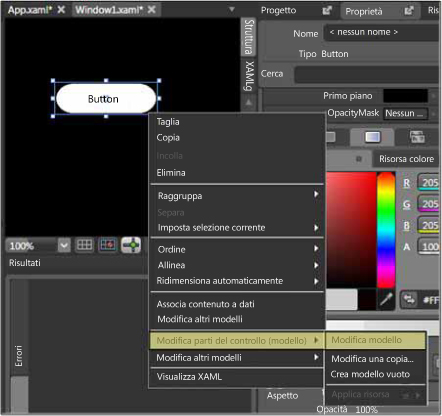 App.xaml* × Window1.xaml* ×
Progetto × Proprietà × Ris
Struttura
XAML
Nome < nessun nome >
Tipo Button
Cerca
Button
Primo piano
OpacityMask Nessun ...
Taglia
Copia
Incolla
Elimina
Risorsa colore
Raggruppa
Separa
Imposta selezione corrente
R 205
G 205
B 205
A 100
100%
Ordine
Allinea
Ridimensiona automaticamente
Risultati
Errori
Associa contenuto a dati
Modifica altri modelli
#FF
Modifica parti del controllo (modello)
Modifica modello
Modifica altri modelli
Modifica una copia...
Crea modello vuoto
Visualizza XAML
Applica risorsa
Aspetto
Opacità 100%